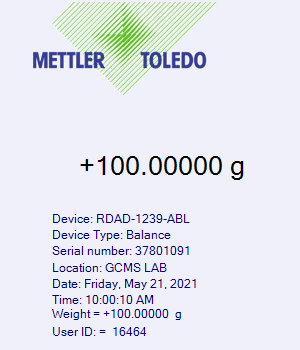 METTLER TOLEDO
+100.00000 g
Device: RDAD-1239-ABL
Device Type: Balance
Serial number: 37801091
Location: GCMS LAB
Date: Friday, May 21, 2021
Time: 10:00:10 AM
Weight = +100.00000 g
User ID: = 16464